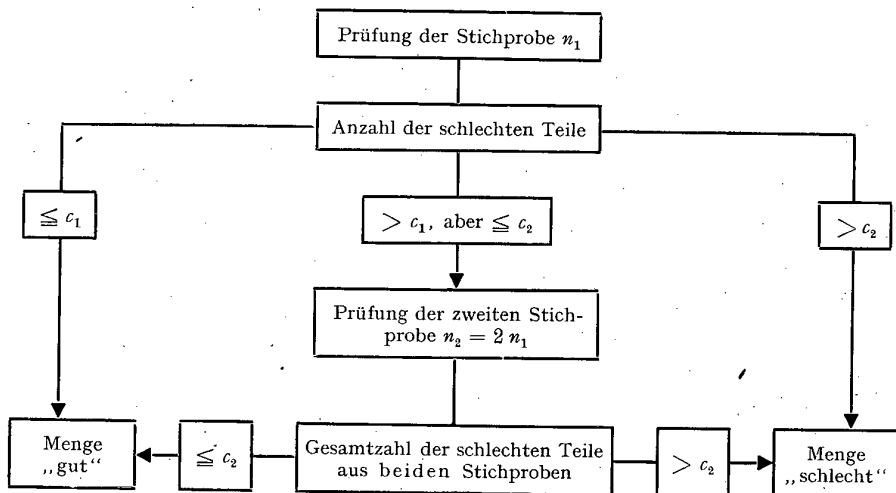 Prüfung der Stichprobe n₁
Anzahl der schlechten Teile
≦ c₁
> c₁, aber ≦ c₂
> c₂
Prüfung der zweiten Stich-
probe n₂ = 2 n₁
Menge
„gut“
≦ c₂
Gesamtzahl der schlechten Teile
aus beiden Stichproben
> c₂
Menge
„schlecht“